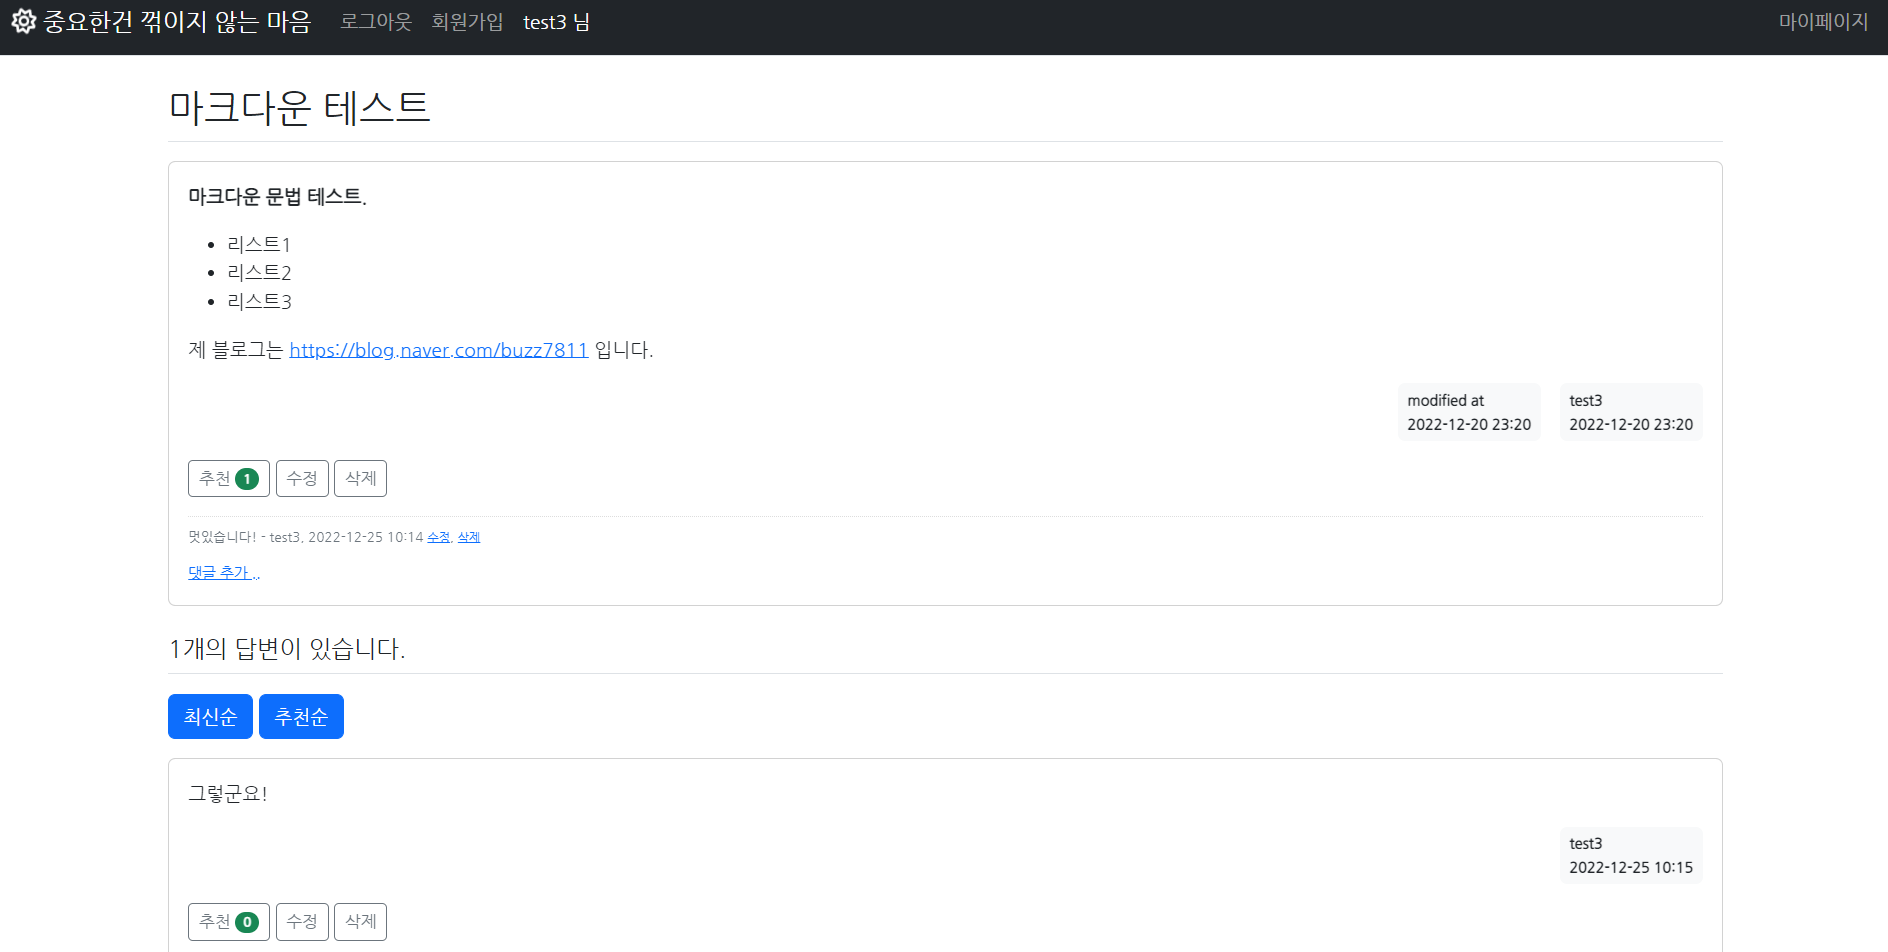 중요한건 꺾이지 않는 마음 로그아웃 회원가입 test3 님 마이페이지
마크다운 테스트
마크다운 문법 테스트.
리스트1
리스트2
리스트3
제 블로그는 https://blog.naver.com/buzz7811 입니다.
modified at
2022-12-20 23:20
test3
2022-12-20 23:20
추천 1 수정 삭제
멋있습니다! - test3, 2022-12-25 10:14 수정, 삭제
댓글 추가 ..
1개의 답변이 있습니다.
최신순 추천순
그렇군요!
test3
2022-12-25 10:15
추천 0 수정 삭제